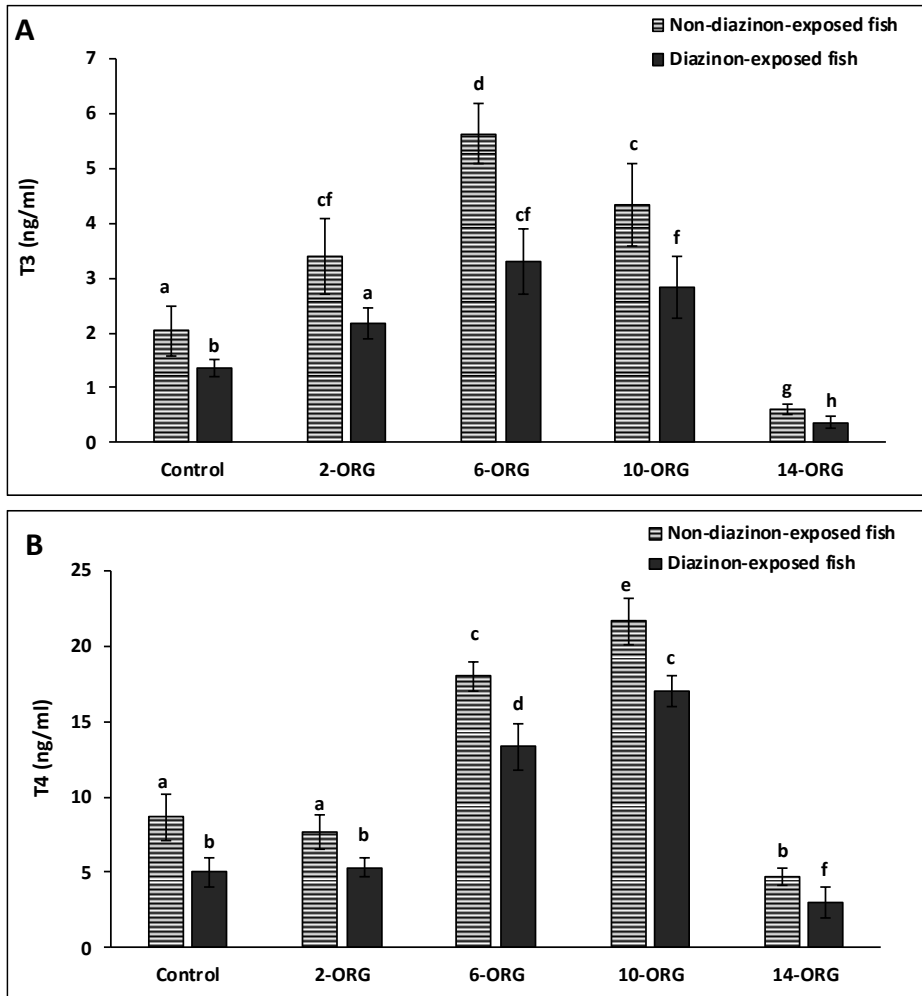 A
Non-diazinon-exposed fish
Diazinon-exposed fish
T3 (ng/ml)
7
6
5
4
3
2
1
0
a
b
cf
a
d
cf
c
f
g
h
Control 2-ORG 6-ORG 10-ORG 14-ORG
B
Non-diazinon-exposed fish
Diazinon-exposed fish
T4 (ng/ml)
25
20
15
10
5
0
a
b
a
b
c
d
e
c
b
f
Control 2-ORG 6-ORG 10-ORG 14-ORG